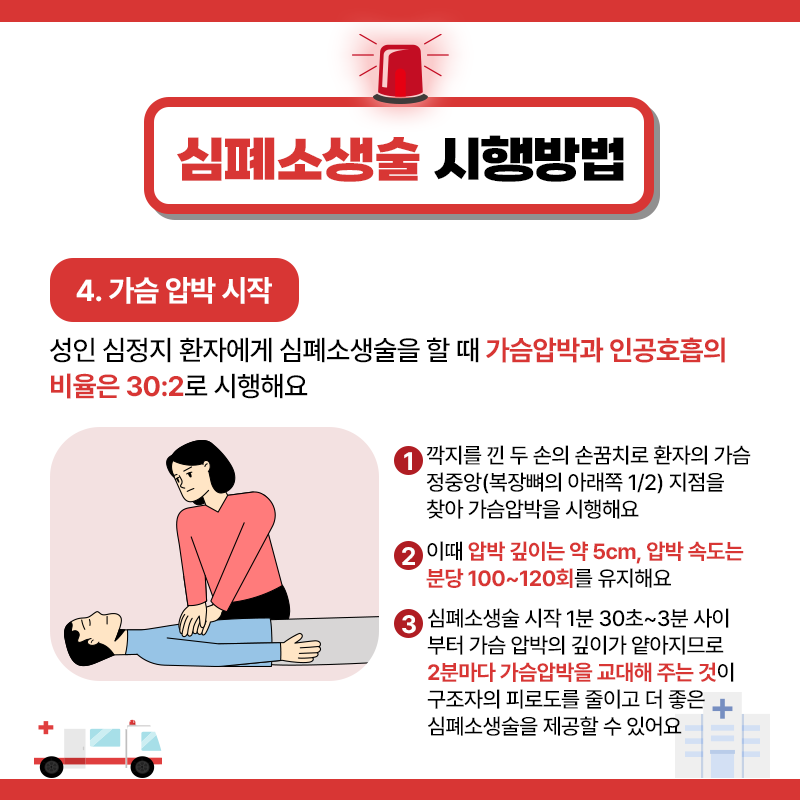 심폐소생술 시행방법
4. 가슴 압박 시작
성인 심정지 환자에게 심폐소생술을 할 때 가슴압박과 인공호흡의
비율은 30:2로 시행해요
1 깍지를 낀 두 손의 손꿈치로 환자의 가슴
정중앙(복장뼈의 아래쪽 1/2) 지점을
찾아 가슴압박을 시행해요
2 이때 압박 깊이는 약 5cm, 압박 속도는
분당 100~120회를 유지해요
3 심폐소생술 시작 1분 30초~3분 사이
부터 가슴 압박의 깊이가 얕아지므로
2분마다 가슴압박을 교대해 주는 것이
구조자의 피로도를 줄이고 더 좋은
심폐소생술을 제공할 수 있어요